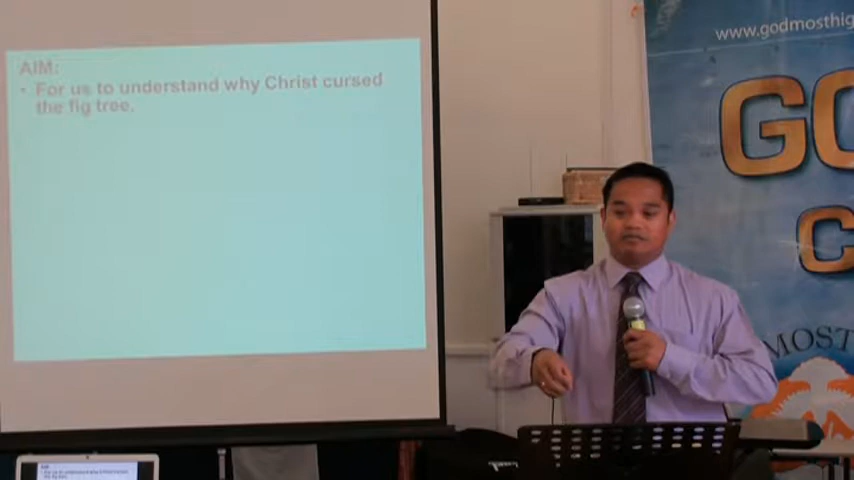 AIM:
• For us to understand why Christ cursed
the fig tree.
www.godmosthig
GO
C
MOST